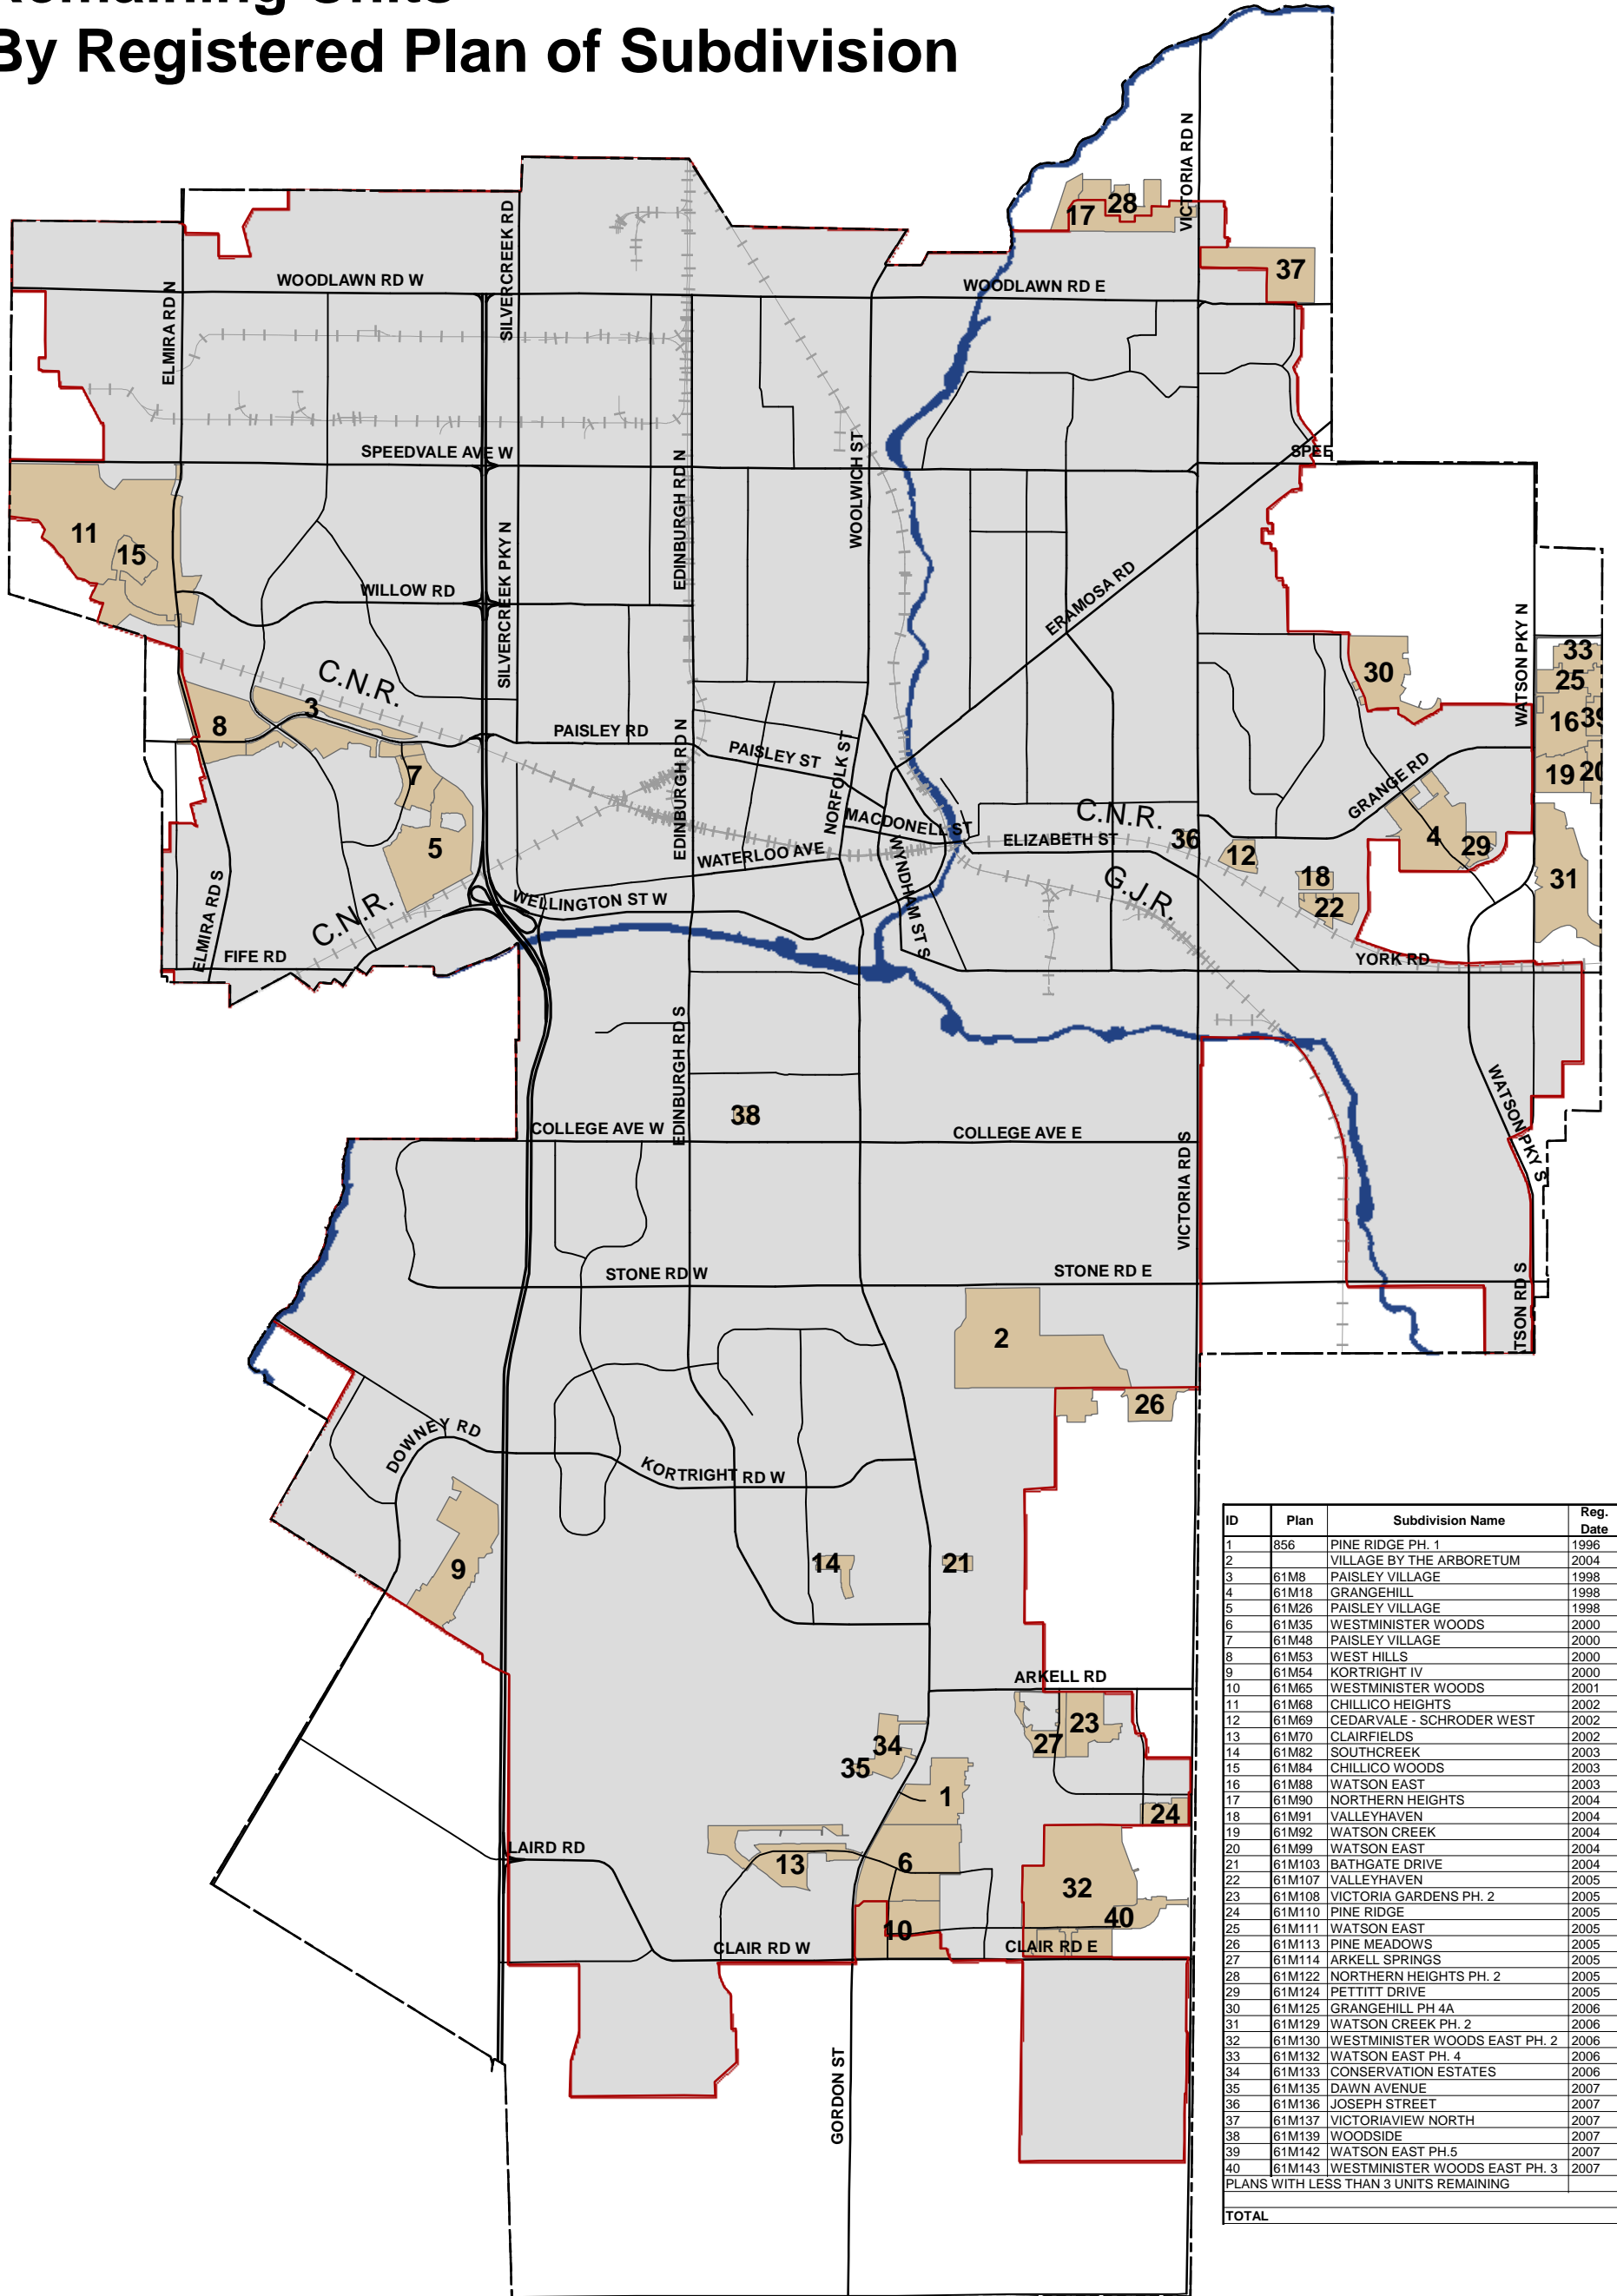 By Registered Plan of Subdivision
VICTORIA RD N
28
17
SILVERCREEK RD
37
WOODLAWN RD W
WOODLAWN RD E
ELMIRA RD N
SPEEDVALE AVE W
EDINBURGH RD N
WOOLWICH ST
11
15
SILVERCREEK PKY N
WILLOW RD
ERAMOSA RD
WATSON PKY N
33
30
25
C.N.R.
3
8
16
39
PAISLEY RD
PAISLEY ST
EDINBURGH RD N
NORFOLK ST
7
GRANGE RD
19
20
MACDONELL ST
C.N.R.
36
ELIZABETH ST
4
29
5
WATERLOO AVE
12
WYNDHAM ST S
G.J.R.
18
31
22
WELLINGTON ST W
C.N.R.
ELMIRA RD S
FIFE RD
YORK RD
EDINBURGH RD S
38
COLLEGE AVE W
COLLEGE AVE E
WATSON PKY S
VICTORIA RD S
STONE RD W
STONE RD E
2
26
DOWNEY RD
KORTRIGHT RD W
9
14
21
ARKELL RD
23
27
34
35
1
24
LAIRD RD
13
6
32
40
10
CLAIR RD W
CLAIR RD E
GORDON ST
ID Plan Subdivision Name Reg. Date
1 856 PINE RIDGE PH. 1 1996
2 VILLAGE BY THE ARBORETUM 2004
3 61M8 PAISLEY VILLAGE 1998
4 61M18 GRANGEHILL 1998
5 61M26 PAISLEY VILLAGE 1998
6 61M35 WESTMINISTER WOODS 2000
7 61M48 PAISLEY VILLAGE 2000
8 61M53 WEST HILLS 2000
9 61M54 KORTRIGHT IV 2000
10 61M65 WESTMINISTER WOODS 2001
11 61M68 CHILLICO HEIGHTS 2002
12 61M69 CEDARVALE - SCHRODER WEST 2002
13 61M70 CLAIRFIELDS 2002
14 61M82 SOUTHCREEK 2003
15 61M84 CHILLICO WOODS 2003
16 61M88 WATSON EAST 2003
17 61M90 NORTHERN HEIGHTS 2004
18 61M91 VALLEYHAVEN 2004
19 61M92 WATSON CREEK 2004
20 61M99 WATSON EAST 2004
21 61M103 BATHGATE DRIVE 2004
22 61M107 VALLEYHAVEN 2005
23 61M108 VICTORIA GARDENS PH. 2 2005
24 61M110 PINE RIDGE 2005
25 61M111 WATSON EAST 2005
26 61M113 PINE MEADOWS 2005
27 61M114 ARKELL SPRINGS 2005
28 61M122 NORTHERN HEIGHTS PH. 2 2005
29 61M124 PETTITT DRIVE 2005
30 61M125 GRANGEHILL PH 4A 2006
31 61M129 WATSON CREEK PH. 2 2006
32 61M130 WESTMINISTER WOODS EAST PH. 2 2006
33 61M132 WATSON EAST PH. 4 2006
34 61M133 CONSERVATION ESTATES 2006
35 61M135 DAWN AVENUE 2007
36 61M136 JOSEPH STREET 2007
37 61M137 VICTORIAVIEW NORTH 2007
38 61M139 WOODSIDE 2007
39 61M142 WATSON EAST PH.5 2007
40 61M143 WESTMINISTER WOODS EAST PH. 3 2007
PLANS WITH LESS THAN 3 UNITS REMAINING
TOTAL